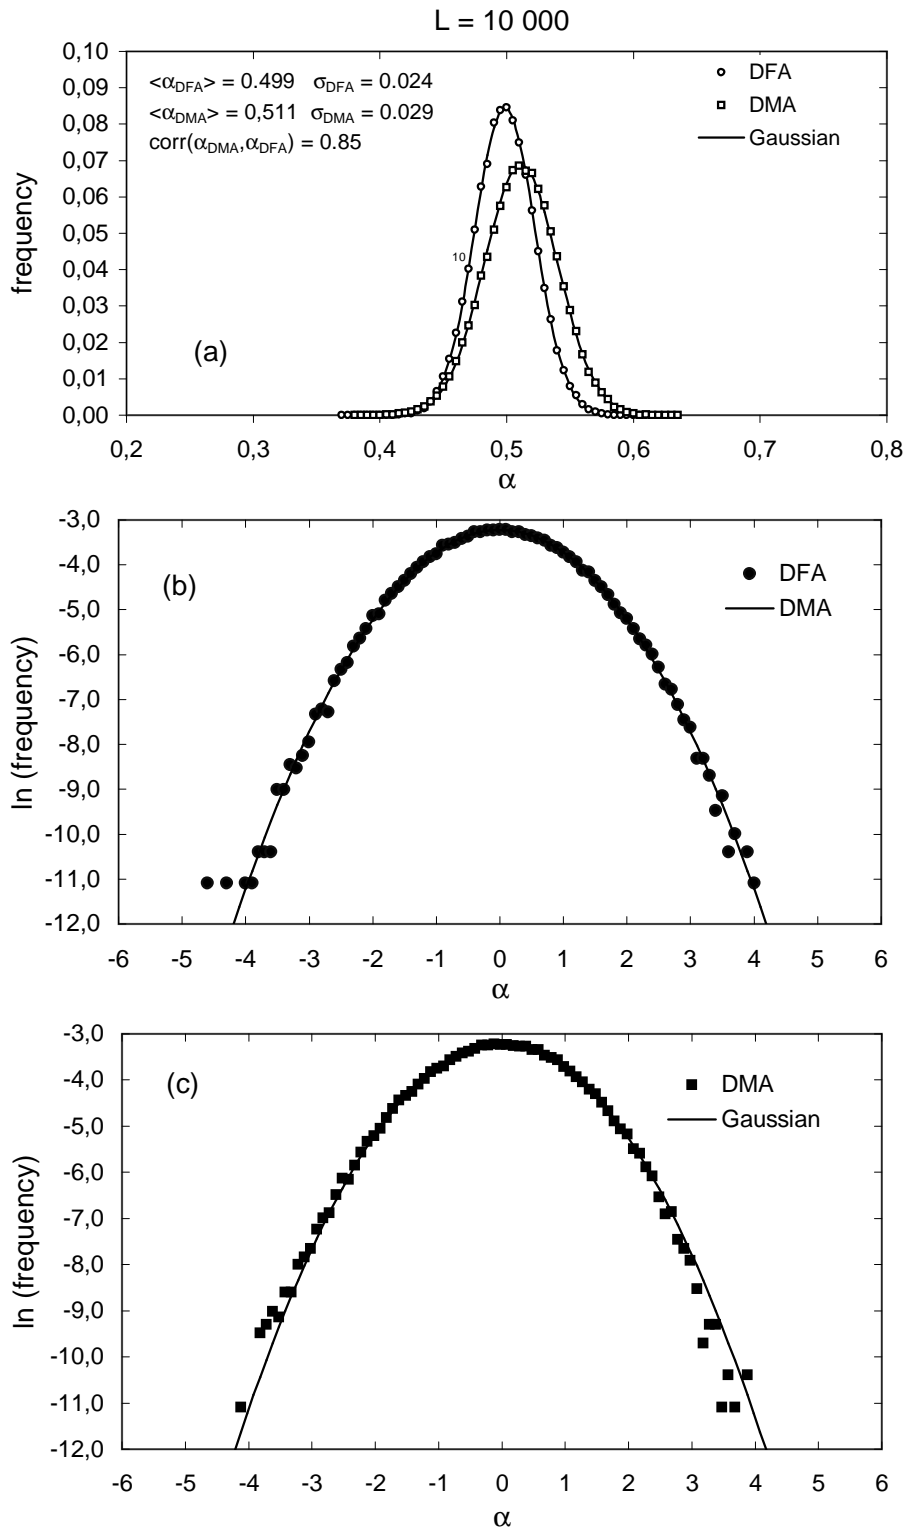 L = 10 000
0,10
0,09
0,08
0,07
0,06
0,05
0,04
0,03
0,02
0,01
0,00
frequency
<α_DFA> = 0.499 σ_DFA = 0.024
<α_DMA> = 0,511 σ_DMA = 0.029
corr(α_DMA,α_DFA) = 0.85
DFA
DMA
Gaussian
10
(a)
0,2 0,3 0,4 0,5 0,6 0,7 0,8
α
-3,0
-4,0
-5,0
-6,0
-7,0
-8,0
-9,0
-10,0
-11,0
-12,0
ln (frequency)
(b)
DFA
DMA
-6 -5 -4 -3 -2 -1 0 1 2 3 4 5 6
α
-3,0
-4,0
-5,0
-6,0
-7,0
-8,0
-9,0
-10,0
-11,0
-12,0
ln (frequency)
(c)
DMA
Gaussian
-6 -5 -4 -3 -2 -1 0 1 2 3 4 5 6
α